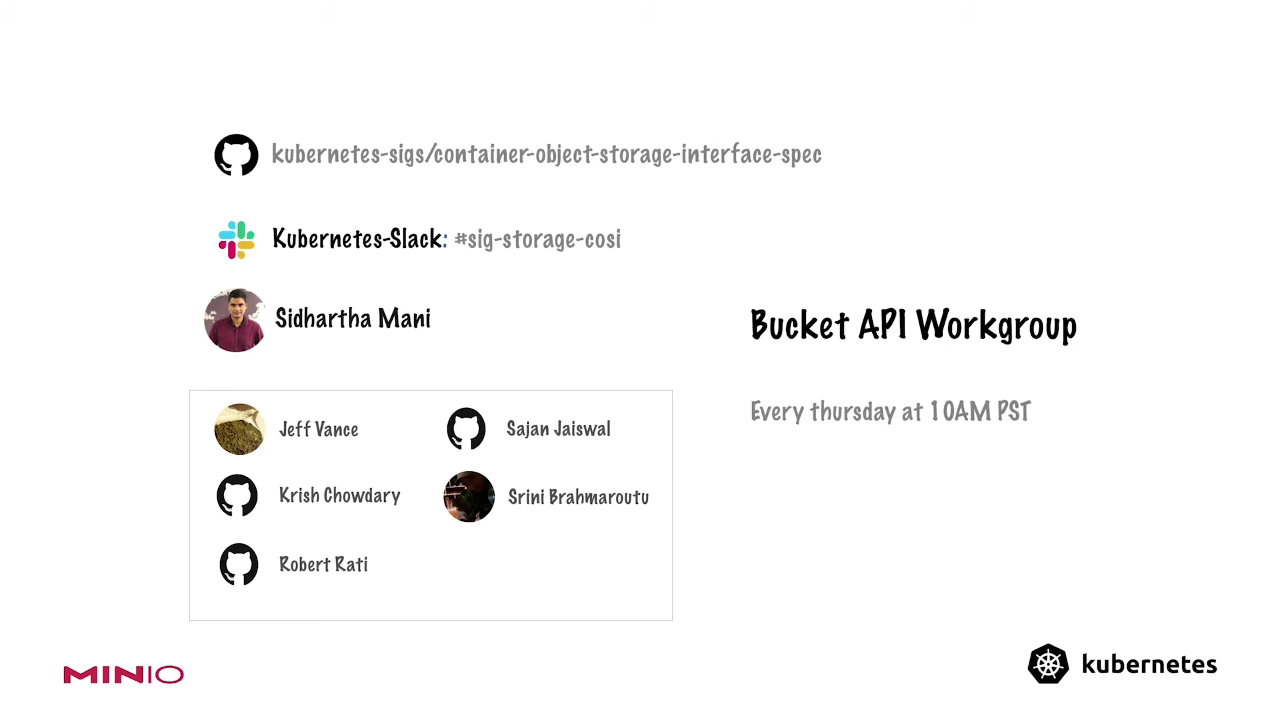 kubernetes-sigs/container-object-storage-interface-spec
Kubernetes-Slack: #sig-storage-cosi
Sidhartha Mani
Bucket API Workgroup
Every thursday at 10AM PST
Jeff Vance
Sajan Jaiswal
Krish Chowdary
Srini Brahmaroutu
Robert Rati
MINIO
kubernetes